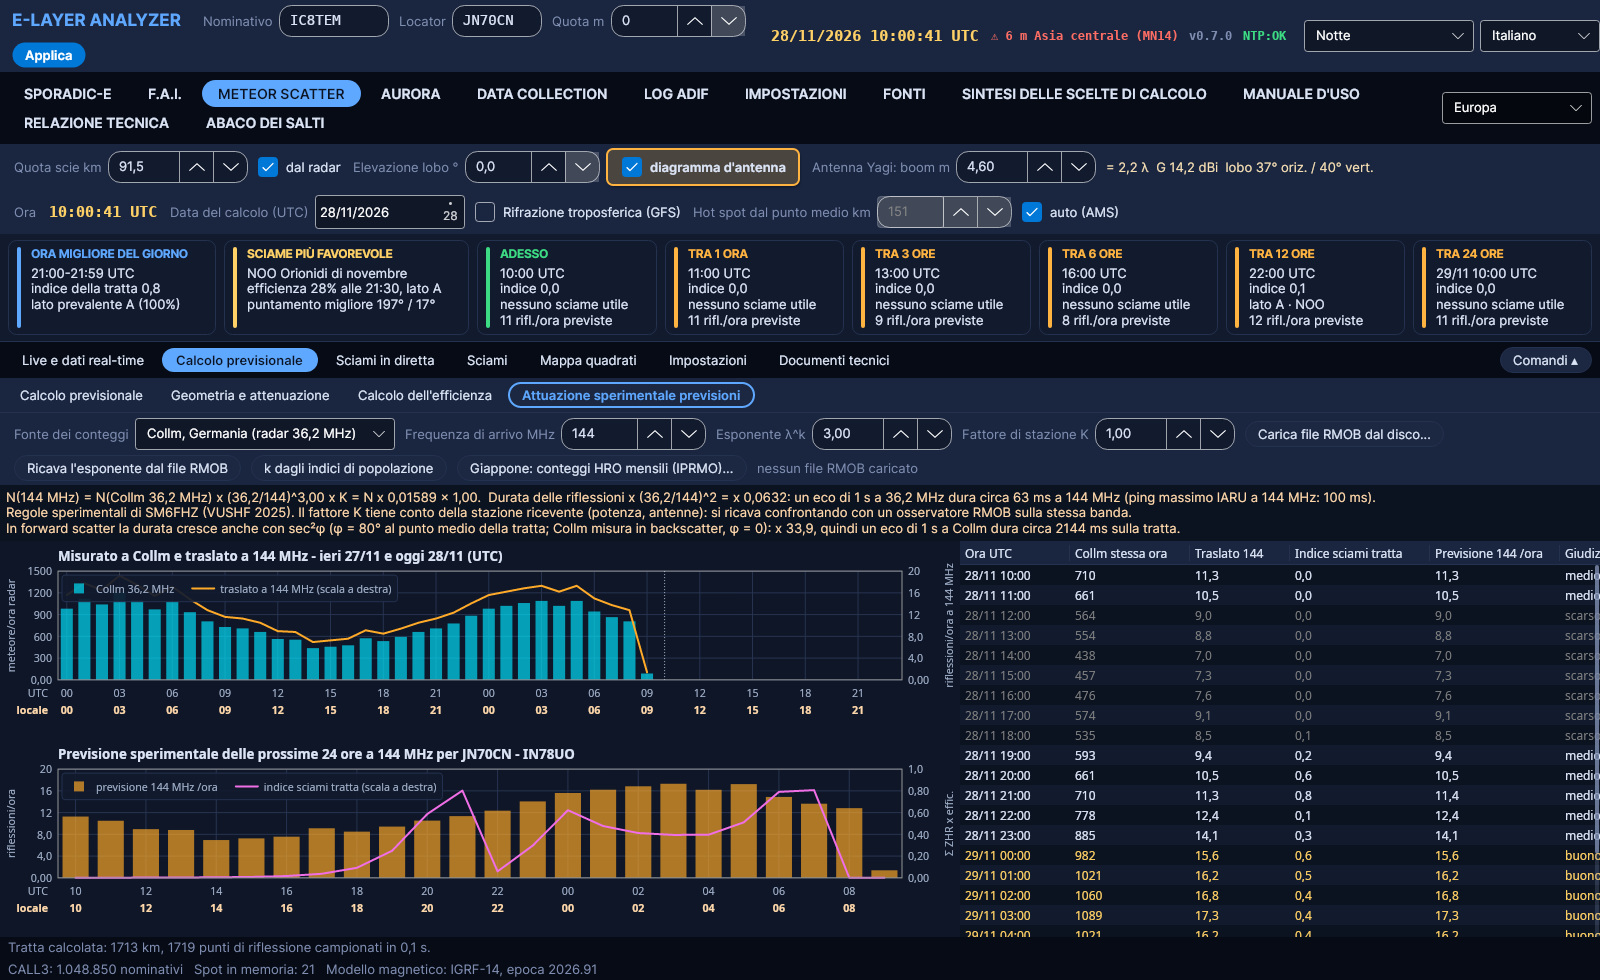 E-LAYER ANALYZER
Nominativo IC8TEM Locator JN70CN Quota m 0
28/11/2026 10:00:41 UTC ⚠ 6 m Asia centrale (MN14) v0.7.0 NTP:OK Notte Italiano
Applica
SPORADIC-E F.A.I. METEOR SCATTER AURORA DATA COLLECTION LOG ADIF IMPOSTAZIONI FONTI SINTESI DELLE SCELTE DI CALCOLO MANUALE D'USO
RELAZIONE TECNICA ABACO DEI SALTI
Europa
Quota scie km 91,5 dal radar Elevazione lobo ° 0,0 diagramma d'antenna Antenna Yagi: boom m 4,60 = 2,2 λ G 14,2 dBi lobo 37° oriz. / 40° vert.
Ora 10:00:41 UTC Data del calcolo (UTC) 28/11/2026 28 Rifrazione troposferica (GFS) Hot spot dal punto medio km 151 auto (AMS)
ORA MIGLIORE DEL GIORNO
21:00-21:59 UTC
indice della tratta 0,8
lato prevalente A (100%)
SCIAME PIÙ FAVOREVOLE
NOO Orionidi di novembre
efficienza 28% alle 21:30, lato A
puntamento migliore 197° / 17°
ADESSO
10:00 UTC
indice 0,0
nessuno sciame utile
11 rifl./ora previste
TRA 1 ORA
11:00 UTC
indice 0,0
nessuno sciame utile
11 rifl./ora previste
TRA 3 ORE
13:00 UTC
indice 0,0
nessuno sciame utile
9 rifl./ora previste
TRA 6 ORE
16:00 UTC
indice 0,0
nessuno sciame utile
8 rifl./ora previste
TRA 12 ORE
22:00 UTC
indice 0,1
lato A · NOO
12 rifl./ora previste
TRA 24 ORE
29/11 10:00 UTC
indice 0,0
nessuno sciame utile
11 rifl./ora previste
Live e dati real-time Calcolo previsionale Sciami in diretta Sciami Mappa quadrati Impostazioni Documenti tecnici Comandi ▴
Calcolo previsionale Geometria e attenuazione Calcolo dell'efficienza Attuazione sperimentale previsioni
Fonte dei conteggi Collm, Germania (radar 36,2 MHz) Frequenza di arrivo MHz 144 Esponente λ^k 3,00 Fattore di stazione K 1,00 Carica file RMOB dal disco...
Ricava l'esponente dal file RMOB k dagli indici di popolazione Giappone: conteggi HRO mensili (IPRMO)... nessun file RMOB caricato
N(144 MHz) = N(Collm 36,2 MHz) x (36,2/144)^3,00 x K = N x 0,01589 × 1,00. Durata delle riflessioni x (36,2/144)^2 = x 0,0632: un eco di 1 s a 36,2 MHz dura circa 63 ms a 144 MHz (ping massimo IARU a 144 MHz: 100 ms).
Regole sperimentali di SM6FHZ (VUSHF 2025). Il fattore K tiene conto della stazione ricevente (potenza, antenne): si ricava confrontando con un osservatore RMOB sulla stessa banda.
In forward scatter la durata cresce anche con sec²φ (φ = 80° al punto medio della tratta; Collm misura in backscatter, φ = 0): x 33,9, quindi un eco di 1 s a Collm dura circa 2144 ms sulla tratta.
Misurato a Collm e traslato a 144 MHz - ieri 27/11 e oggi 28/11 (UTC)
Collm 36,2 MHz traslato a 144 MHz (scala a destra)
meteore/ora radar
1500
1200
900
600
300
0,00
20
16
12
8,0
4,0
0,00
riflessioni/ora a 144 MHz
UTC 00 03 06 09 12 15 18 21 00 03 06 09 12 15 18 21
locale 00 03 06 09 12 15 18 21 00 03 06 09 12 15 18 21
Previsione sperimentale delle prossime 24 ore a 144 MHz per JN70CN - IN78UO
previsione 144 MHz /ora indice sciami tratta (scala a destra)
riflessioni/ora
20
16
12
8,0
4,0
0,00
1,0
0,80
0,60
0,40
0,20
0,00
Σ ZHR x effic.
UTC 10 12 14 16 18 20 22 00 02 04 06 08
locale 10 12 14 16 18 20 22 00 02 04 06 08
Ora UTC Collm stessa ora Traslato 144 Indice sciami tratta Previsione 144 /ora Giudiz
28/11 10:00 710 11,3 0,0 11,3 medio
28/11 11:00 661 10,5 0,0 10,5 medio
28/11 12:00 564 9,0 0,0 9,0 scarso
28/11 13:00 554 8,8 0,0 8,8 scarso
28/11 14:00 438 7,0 0,0 7,0 scarso
28/11 15:00 457 7,3 0,0 7,3 scarso
28/11 16:00 476 7,6 0,0 7,6 scarso
28/11 17:00 574 9,1 0,0 9,1 scarso
28/11 18:00 535 8,5 0,1 8,5 scarso
28/11 19:00 593 9,4 0,2 9,4 medio
28/11 20:00 661 10,5 0,6 10,5 medio
28/11 21:00 710 11,3 0,8 11,4 medio
28/11 22:00 778 12,4 0,1 12,4 medio
28/11 23:00 885 14,1 0,3 14,1 medio
29/11 00:00 982 15,6 0,6 15,6 buono
29/11 01:00 1021 16,2 0,5 16,2 buono
29/11 02:00 1060 16,8 0,4 16,8 buono
29/11 03:00 1089 17,3 0,4 17,3 buono
29/11 04:00 1021 16,2 0,4 16,2 buono
Tratta calcolata: 1713 km, 1719 punti di riflessione campionati in 0,1 s.
CALL3: 1.048.850 nominativi Spot in memoria: 21 Modello magnetico: IGRF-14, epoca 2026.91